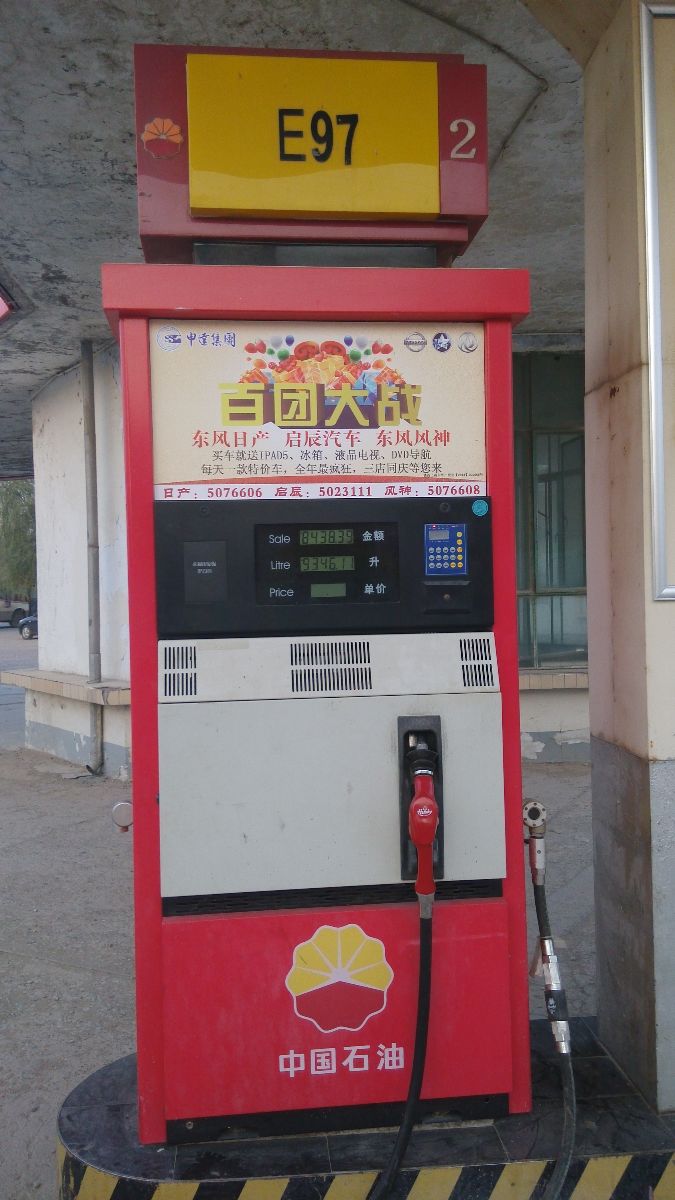 E97
2
申達集團
百团大战
东风日产 启辰汽车 东风风神
买车就送IPAD5、冰箱、液晶电视、DVD导航
每天一款特价车，全年最疯狂，三店同庆等您来
日产：5076606 启辰：5023111 风神：5076608
Sale 金额
Litre 升
Price 单价
中国石油